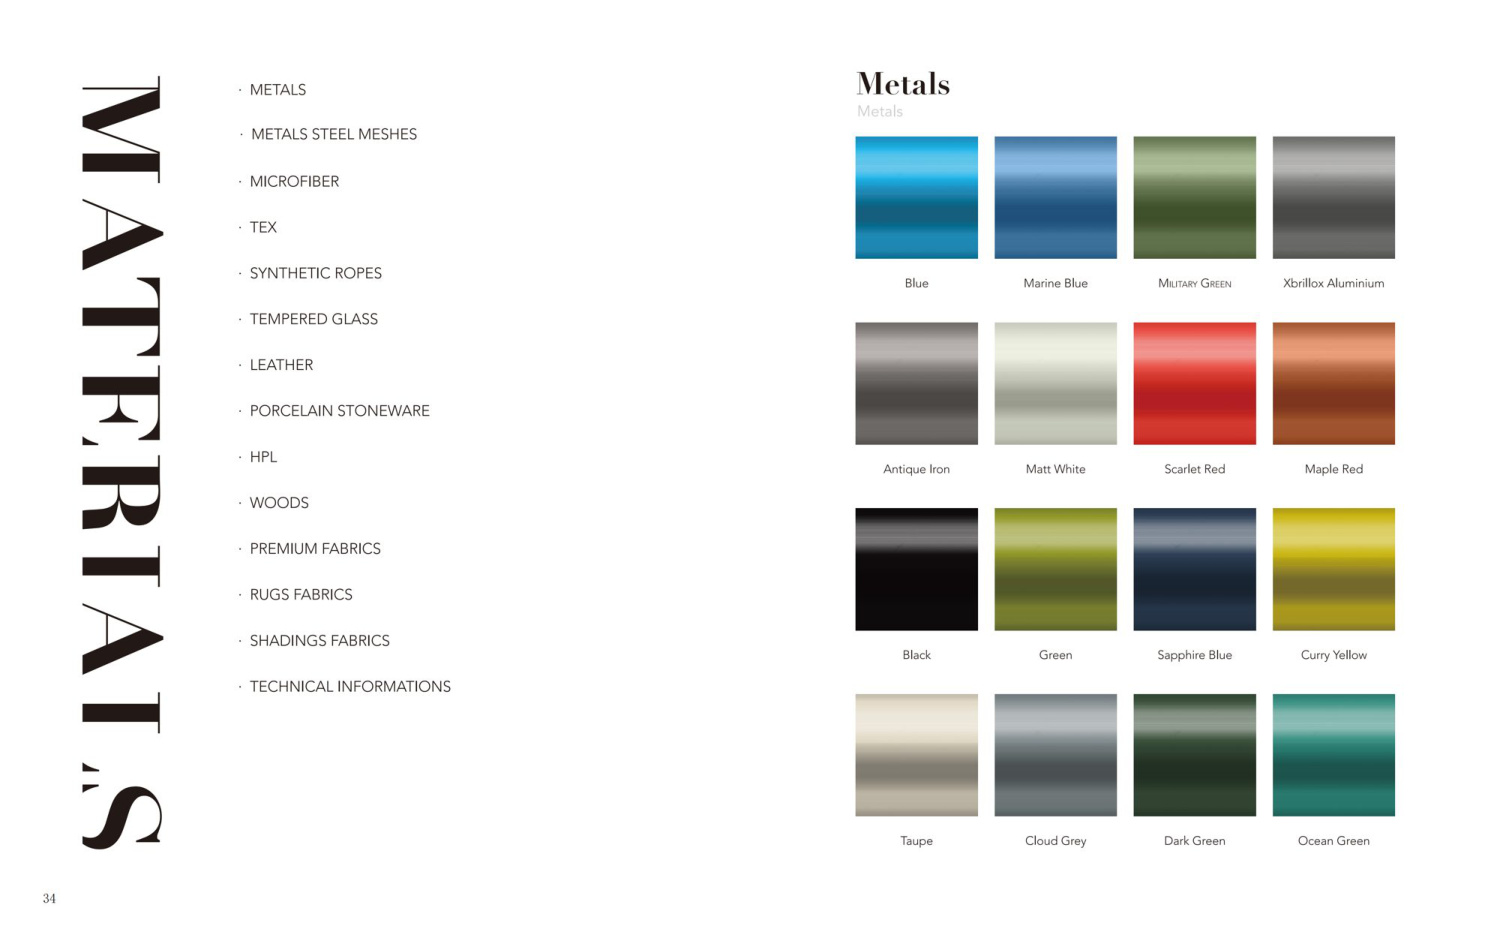 MATERIALS
· METALS
· METALS STEEL MESHES
· MICROFIBER
· TEX
· SYNTHETIC ROPES
· TEMPERED GLASS
· LEATHER
· PORCELAIN STONEWARE
· HPL
· WOODS
· PREMIUM FABRICS
· RUGS FABRICS
· SHADINGS FABRICS
· TECHNICAL INFORMATIONS
34
Metals
Metals
Blue Marine Blue MILITARY GREEN Xbrillox Aluminium
Antique Iron Matt White Scarlet Red Maple Red
Black Green Sapphire Blue Curry Yellow
Taupe Cloud Grey Dark Green Ocean Green